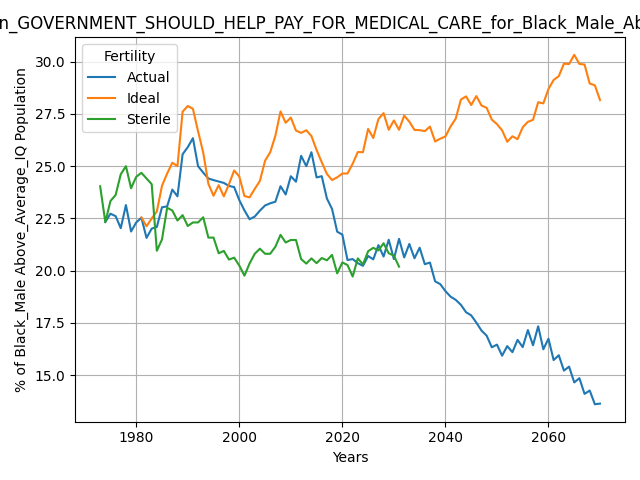 n_GOVERNMENT_SHOULD_HELP_PAY_FOR_MEDICAL_CARE_for_Black_Male_Ab
Fertility
Actual
Ideal
Sterile
% of Black_Male Above_Average_IQ Population
30.0
27.5
25.0
22.5
20.0
17.5
15.0
1980
2000
2020
2040
2060
Years